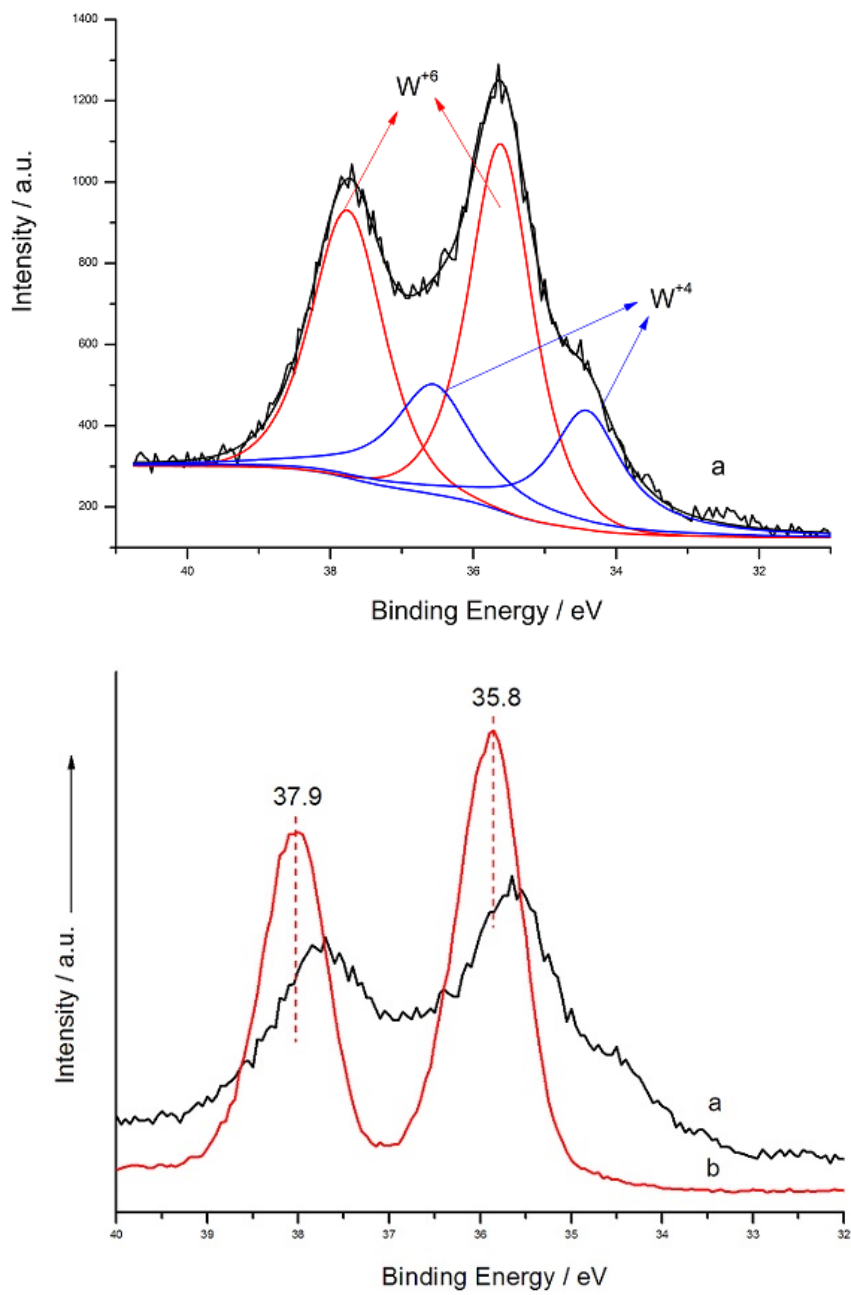 1400
1200
1000
800
600
400
200
Intensity / a.u.
W+6
W+4
a
40 38 36 34 32
Binding Energy / eV
35.8
37.9
Intensity / a.u.
a
b
40 39 38 37 36 35 34 33 32
Binding Energy / eV